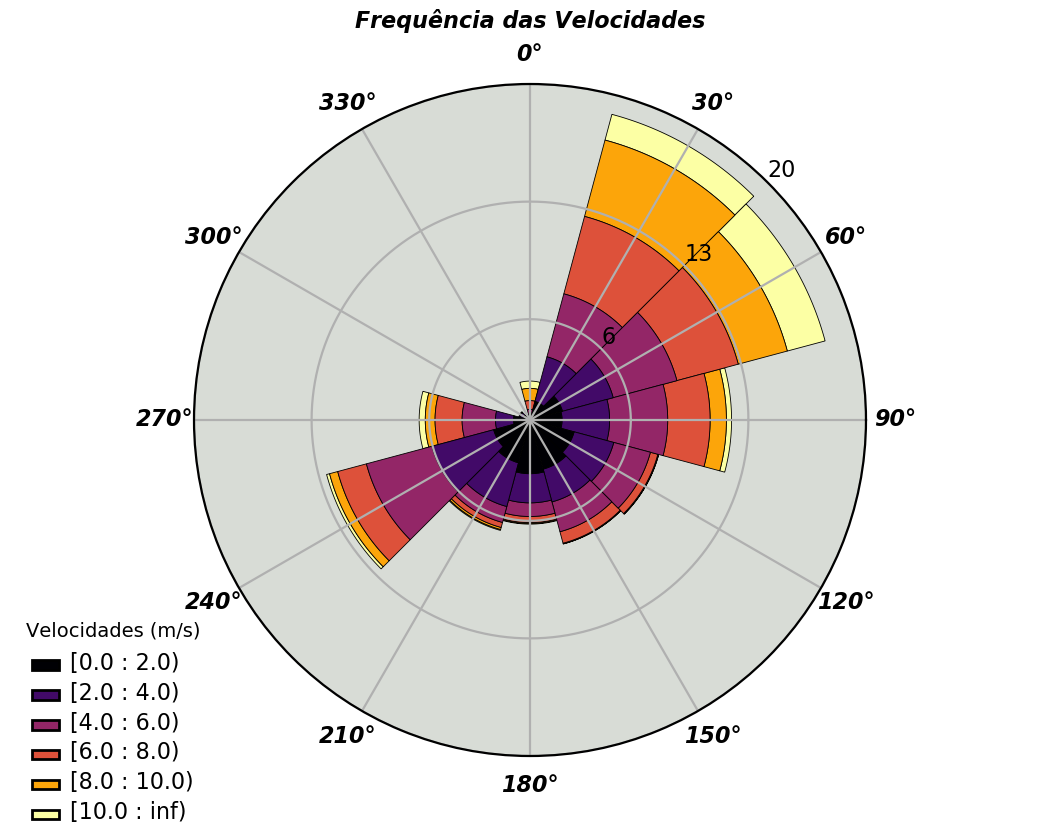 Frequência das Velocidades
0°
330°
30°
20
300°
60°
13
6
270°
90°
240°
120°
210°
150°
180°
Velocidades (m/s)
[0.0 : 2.0)
[2.0 : 4.0)
[4.0 : 6.0)
[6.0 : 8.0)
[8.0 : 10.0)
[10.0 : inf)